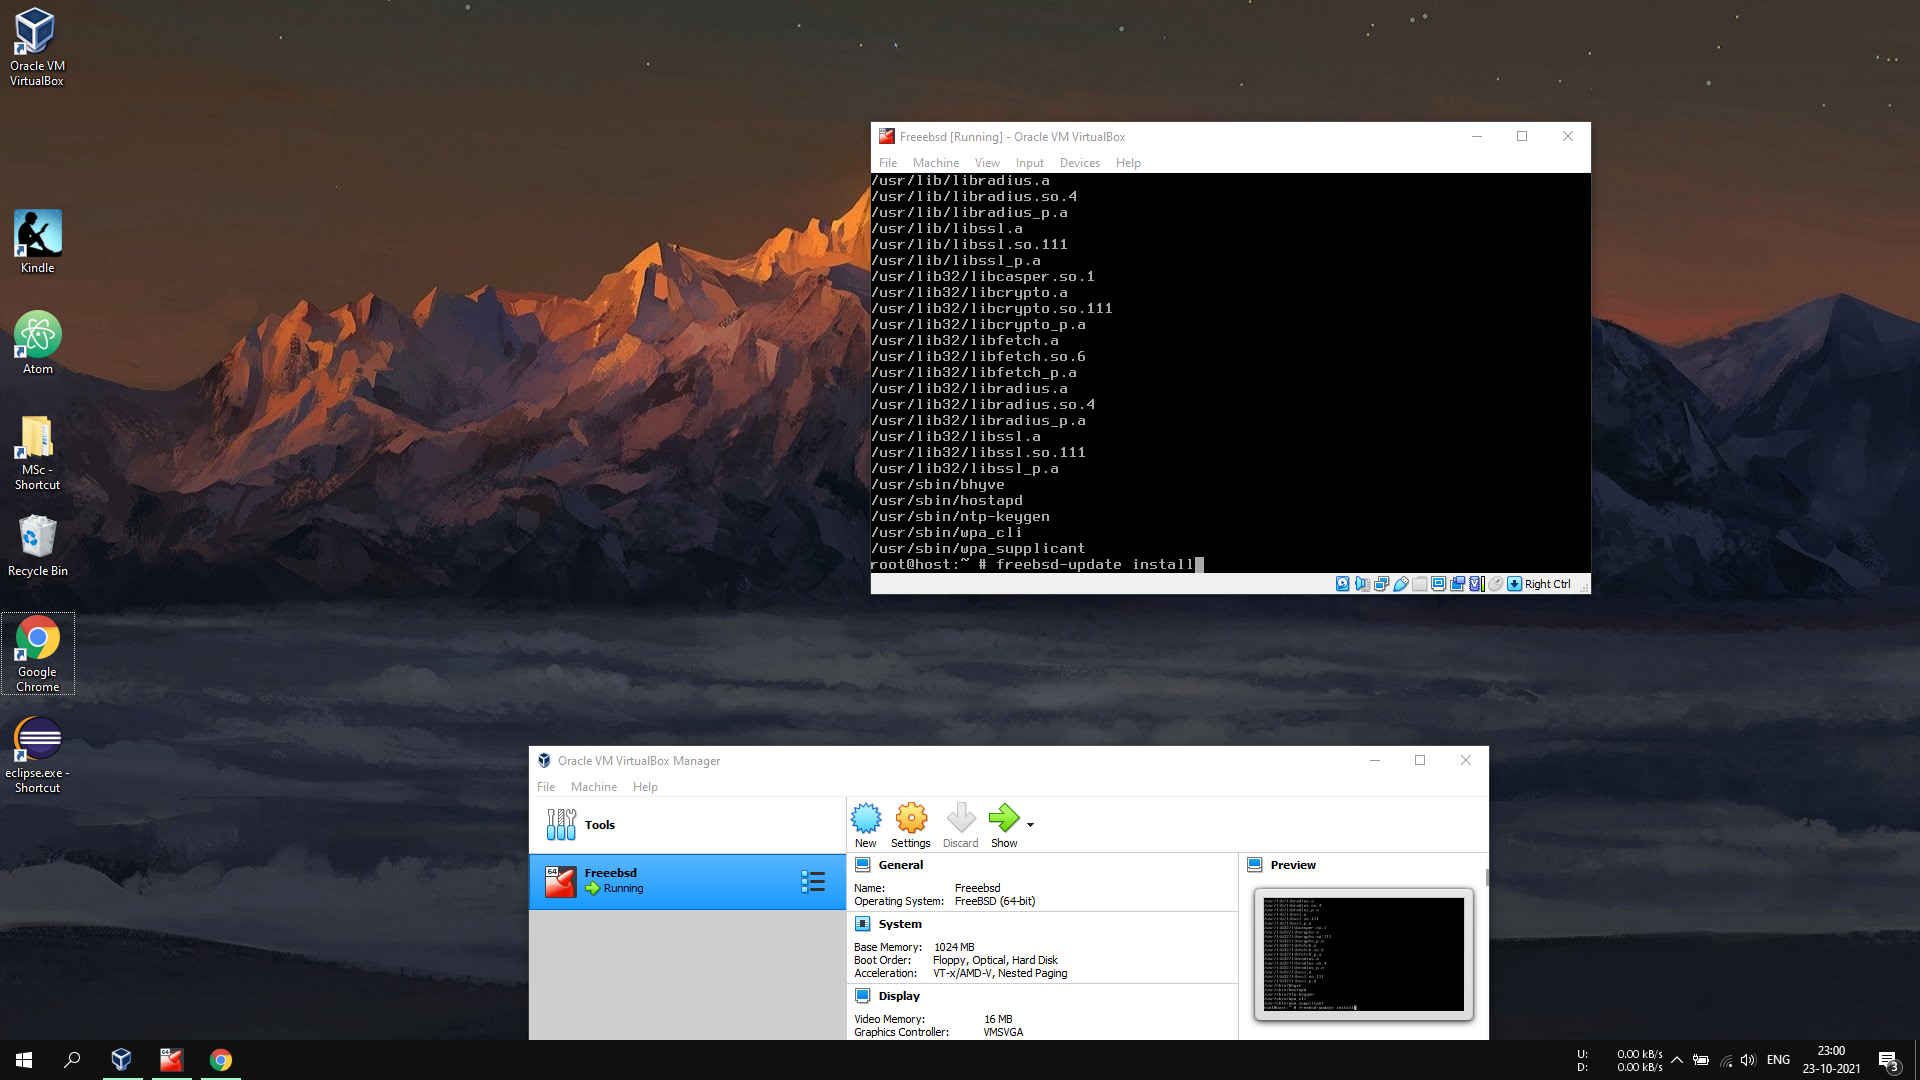 Oracle VM
VirtualBox
Kindle
Atom
MSc -
Shortcut
Recycle Bin
Google
Chrome
eclipse.exe -
Shortcut
Freeebsd [Running] - Oracle VM VirtualBox
File Machine View Input Devices Help
/usr/lib/libradius.a
/usr/lib/libradius.so.4
/usr/lib/libradius_p.a
/usr/lib/libssl.a
/usr/lib/libssl.so.111
/usr/lib/libssl_p.a
/usr/lib32/libcasper.so.1
/usr/lib32/libcrypto.a
/usr/lib32/libcrypto.so.111
/usr/lib32/libcrypto_p.a
/usr/lib32/libfetch.a
/usr/lib32/libfetch.so.6
/usr/lib32/libfetch_p.a
/usr/lib32/libradius.a
/usr/lib32/libradius.so.4
/usr/lib32/libradius_p.a
/usr/lib32/libssl.a
/usr/lib32/libssl.so.111
/usr/lib32/libssl_p.a
/usr/sbin/bhyve
/usr/sbin/hostapd
/usr/sbin/ntp-keygen
/usr/sbin/wpa_cli
/usr/sbin/wpa_supplicant
root@host:~ # freebsd-update install
Right Ctrl
Oracle VM VirtualBox Manager
File Machine Help
Tools
New Settings Discard Show
64
Freeebsd
Running
General
Name: Freeebsd
Operating System: FreeBSD (64-bit)
System
Base Memory: 1024 MB
Boot Order: Floppy, Optical, Hard Disk
Acceleration: VT-x/AMD-V, Nested Paging
Display
Video Memory: 16 MB
Graphics Controller: VMSVGA
Preview
U: 0.00 kB/s
D: 0.00 kB/s
ENG
23:00
23-10-2021
3